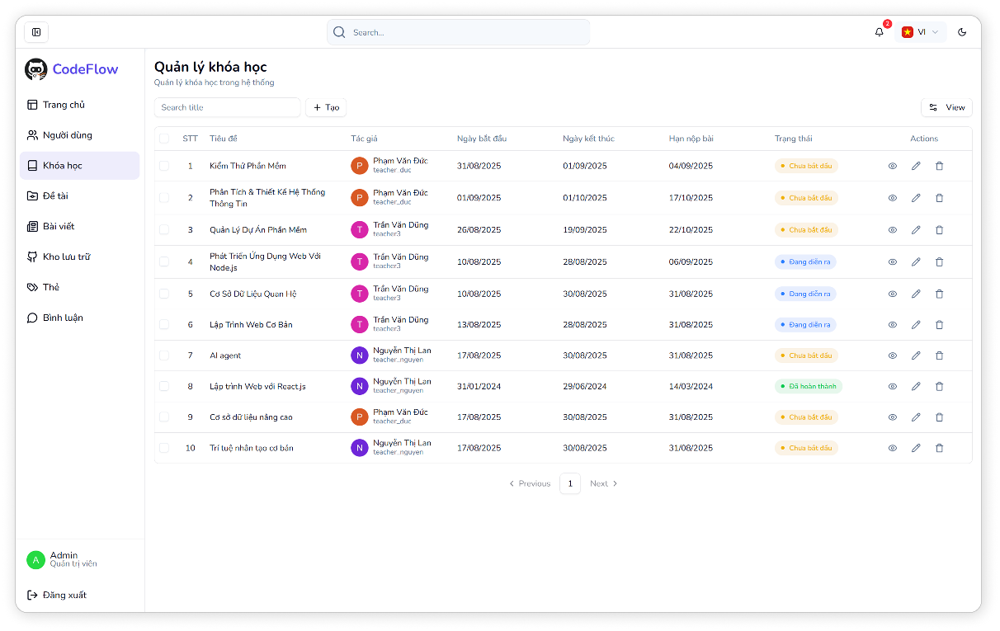 Search...
2
VI
CodeFlow
Trang chủ
Người dùng
Khóa học
Đề tài
Bài viết
Kho lưu trữ
Thẻ
Bình luận
Admin
Quản trị viên
Đăng xuất
Quản lý khóa học
Quản lý khóa học trong hệ thống
Search title
Tạo
View
STT Tiêu đề Tác giả Ngày bắt đầu Ngày kết thúc Hạn nộp bài Trạng thái Actions
1 Kiểm Thử Phần Mềm P Phạm Văn Đức 31/08/2025 01/09/2025 04/09/2025 Chưa bắt đầu
teacher_duc
2 Phân Tích & Thiết Kế Hệ Thống P Phạm Văn Đức 01/09/2025 01/10/2025 17/10/2025 Chưa bắt đầu
Thông Tin teacher_duc
3 Quản Lý Dự Án Phần Mềm T Trần Văn Dũng 26/08/2025 19/09/2025 22/10/2025 Chưa bắt đầu
teacher3
4 Phát Triển Ứng Dụng Web Với T Trần Văn Dũng 10/08/2025 28/08/2025 06/09/2025 Đang diễn ra
Node.js teacher3
5 Cơ Sở Dữ Liệu Quan Hệ T Trần Văn Dũng 10/08/2025 30/08/2025 31/08/2025 Đang diễn ra
teacher3
6 Lập Trình Web Cơ Bản T Trần Văn Dũng 13/08/2025 28/08/2025 31/08/2025 Đang diễn ra
teacher3
7 AI agent N Nguyễn Thị Lan 17/08/2025 30/08/2025 31/08/2025 Chưa bắt đầu
teacher_nguyen
8 Lập trình Web với React.js N Nguyễn Thị Lan 31/01/2024 29/06/2024 14/03/2024 Đã hoàn thành
teacher_nguyen
9 Cơ sở dữ liệu nâng cao P Phạm Văn Đức 17/08/2025 30/08/2025 31/08/2025 Chưa bắt đầu
teacher_duc
10 Trí tuệ nhân tạo cơ bản N Nguyễn Thị Lan 17/08/2025 30/08/2025 31/08/2025 Chưa bắt đầu
teacher_nguyen
Previous 1 Next
A